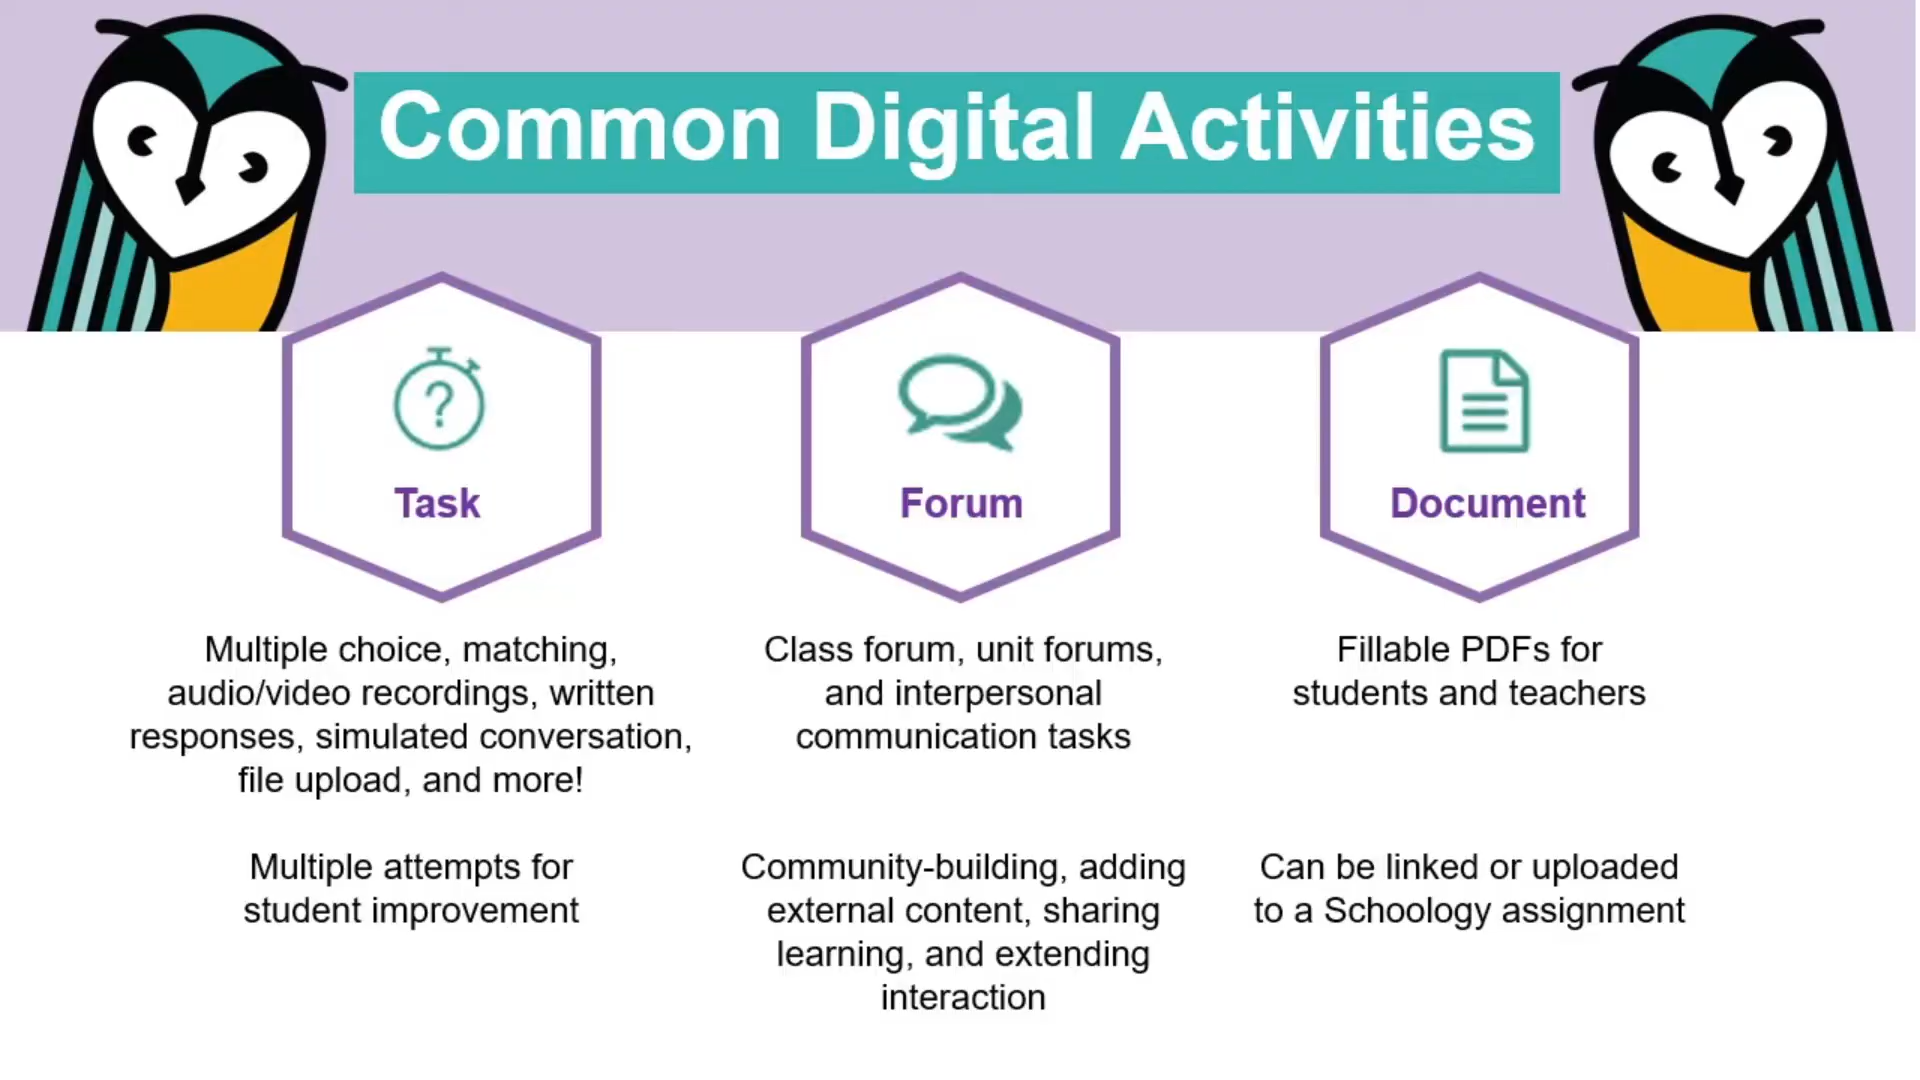 Common Digital Activities
?
Task
Multiple choice, matching,
audio/video recordings, written
responses, simulated conversation,
file upload, and more!
Multiple attempts for
student improvement
Forum
Class forum, unit forums,
and interpersonal
communication tasks
Community-building, adding
external content, sharing
learning, and extending
interaction
Document
Fillable PDFs for
students and teachers
Can be linked or uploaded
to a Schoology assignment